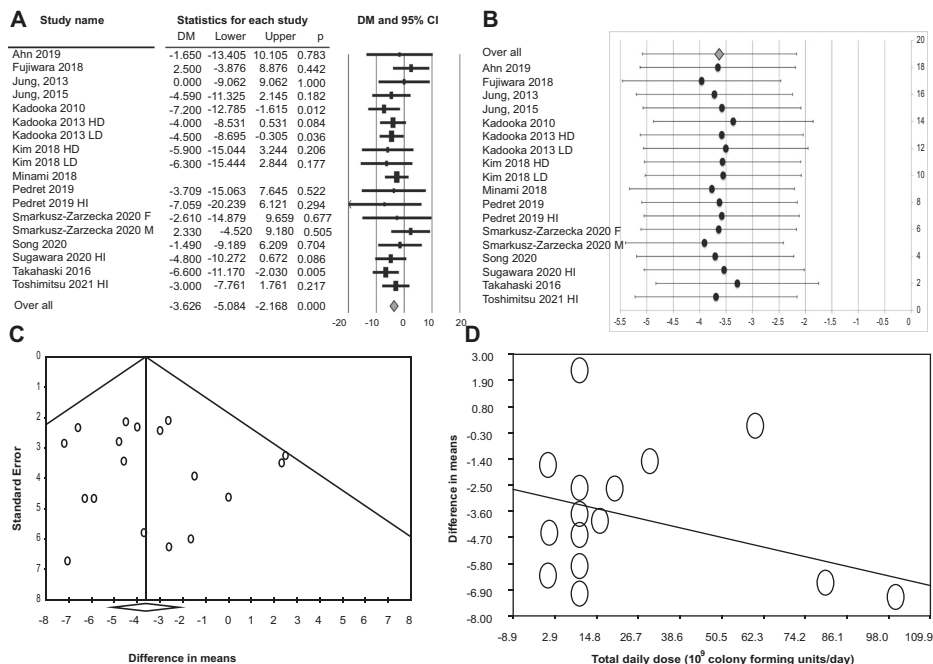 A
Study name
Statistics for each study
DM and 95% CI
DM Lower Upper p
Ahn 2019 -1.650 -13.405 10.105 0.783
Fujiwara 2018 2.500 -3.876 8.876 0.442
Jung, 2013 0.000 -9.062 9.062 1.000
Jung, 2015 -4.590 -11.325 2.145 0.182
Kadooka 2010 -7.200 -12.785 -1.615 0.012
Kadooka 2013 HD -4.000 -8.531 0.531 0.084
Kadooka 2013 LD -4.500 -8.695 -0.305 0.036
Kim 2018 HD -5.900 -15.044 3.244 0.206
Kim 2018 LD -6.300 -15.444 2.844 0.177
Minami 2018
Pedret 2019 -3.709 -15.063 7.645 0.522
Pedret 2019 HI -7.059 -20.239 6.121 0.294
Smarkusz-Zarzecka 2020 F -2.610 -14.879 9.659 0.677
Smarkusz-Zarzecka 2020 M 2.330 -4.520 9.180 0.505
Song 2020 -1.490 -9.189 6.209 0.704
Sugawara 2020 HI -4.800 -10.272 0.672 0.086
Takahaski 2016 -6.600 -11.170 -2.030 0.005
Toshimitsu 2021 HI -3.000 -7.761 1.761 0.217
Over all -3.626 -5.084 -2.168 0.000
-20 -10 0 10 20
B
Over all
Ahn 2019
Fujiwara 2018
Jung, 2013
Jung, 2015
Kadooka 2010
Kadooka 2013 HD
Kadooka 2013 LD
Kim 2018 HD
Kim 2018 LD
Minami 2018
Pedret 2019
Pedret 2019 HI
Smarkusz-Zarzecka 2020 F
Smarkusz-Zarzecka 2020 M
Song 2020
Sugawara 2020 HI
Takahaski 2016
Toshimitsu 2021 HI
20
18
16
14
12
10
8
6
4
2
0
-5.5 -5 -4.5 -4 -3.5 -3 -2.5 -2 -1.5 -1 -0.5 0
C
Standard Error
0
1
2
3
4
5
6
7
8
-8 -7 -6 -5 -4 -3 -2 -1 0 1 2 3 4 5 6 7 8
Difference in means
D
Difference in means
3.00
1.90
0.80
-0.30
-1.40
-2.50
-3.60
-4.70
-5.80
-6.90
-8.00
-8.9 2.9 14.8 26.7 38.6 50.5 62.3 74.2 86.1 98.0 109.9
Total daily dose (10⁹ colony forming units/day)